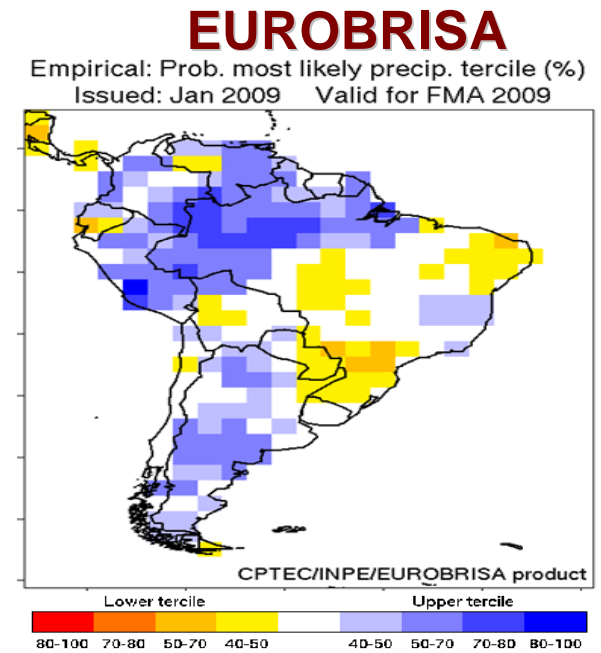 EUROBRISA
Empirical: Prob. most likely precip. tercile (%)
Issued: Jan 2009 Valid for FMA 2009
CPTEC/INPE/EUROBRISA product
Lower tercile Upper tercile
80-100 70-80 50-70 40-50 40-50 50-70 70-80 80-100